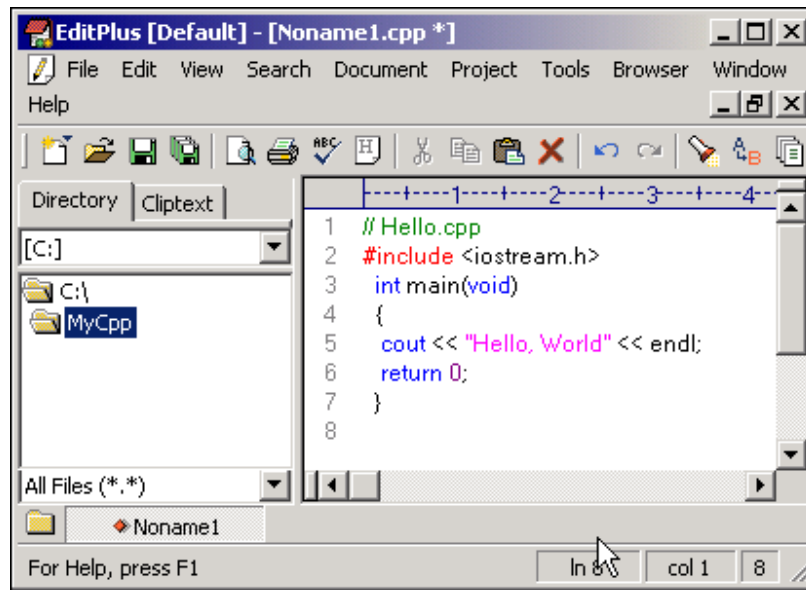 EditPlus [Default] - [Noname1.cpp *]
File Edit View Search Document Project Tools Browser Window
Help
Directory Cliptext
[C:]
C:\
MyCpp
All Files (*.*)
----+----1----+----2----+----3----+----4--
1 // Hello.cpp
2 #include <iostream.h>
3 int main(void)
4 {
5 cout << "Hello, World" << endl;
6 return 0;
7 }
8
Noname1
For Help, press F1
ln 8 col 1 8